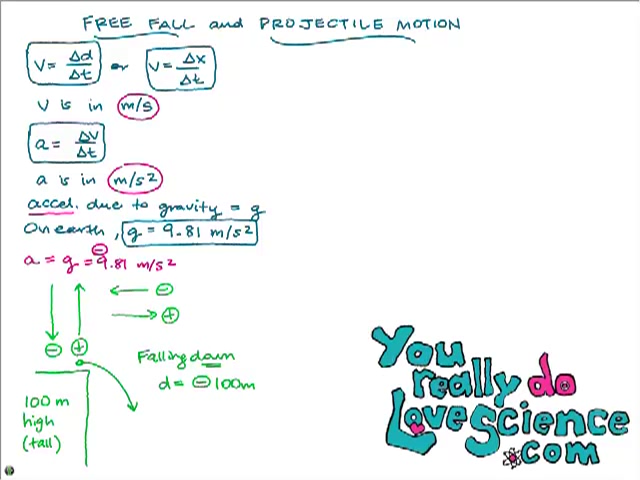 FREE FALL and PROJECTILE MOTION
V = Δd/Δt or V = Δx/Δt
V is in m/s
a = ΔV/Δt
a is in m/s²
accel. due to gravity = g
On earth, g = 9.81 m/s²
a = g = ⊖9.81 m/s²
← ⊖
→ ⊕
⊖ ⊕
Falling down
d = ⊖100m
100 m
high
(tall)
You
really do
Love Science
.com